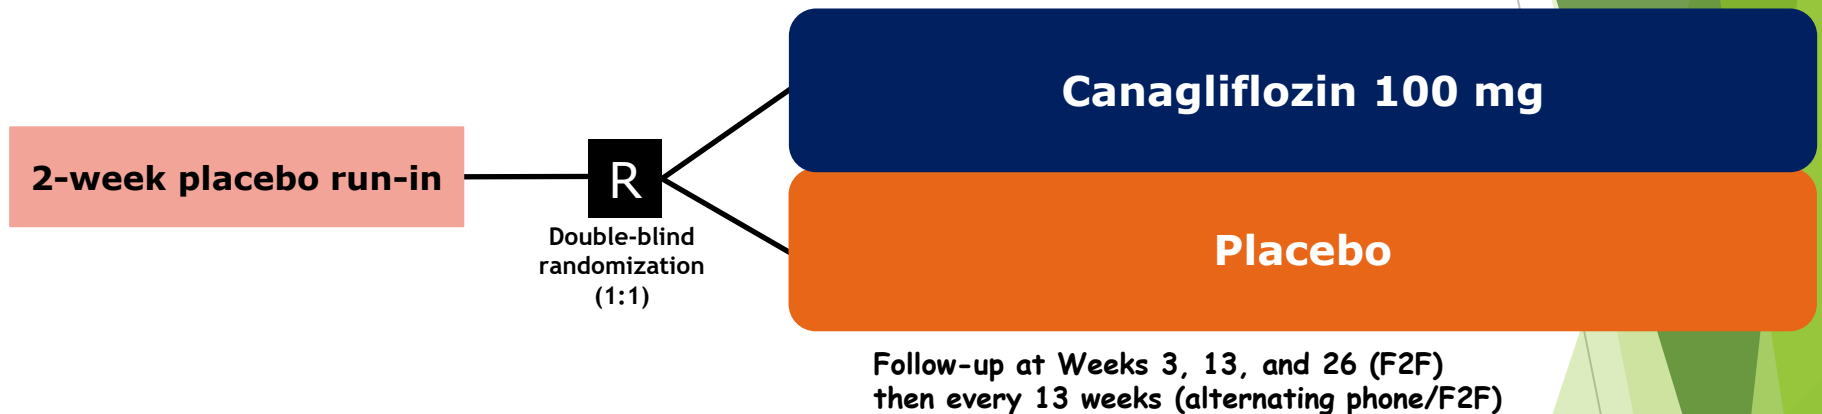 Canagliflozin 100 mg
2-week placebo run-in
R
Double-blind
randomization
(1:1)
Placebo
Follow-up at Weeks 3, 13, and 26 (F2F)
then every 13 weeks (alternating phone/F2F)